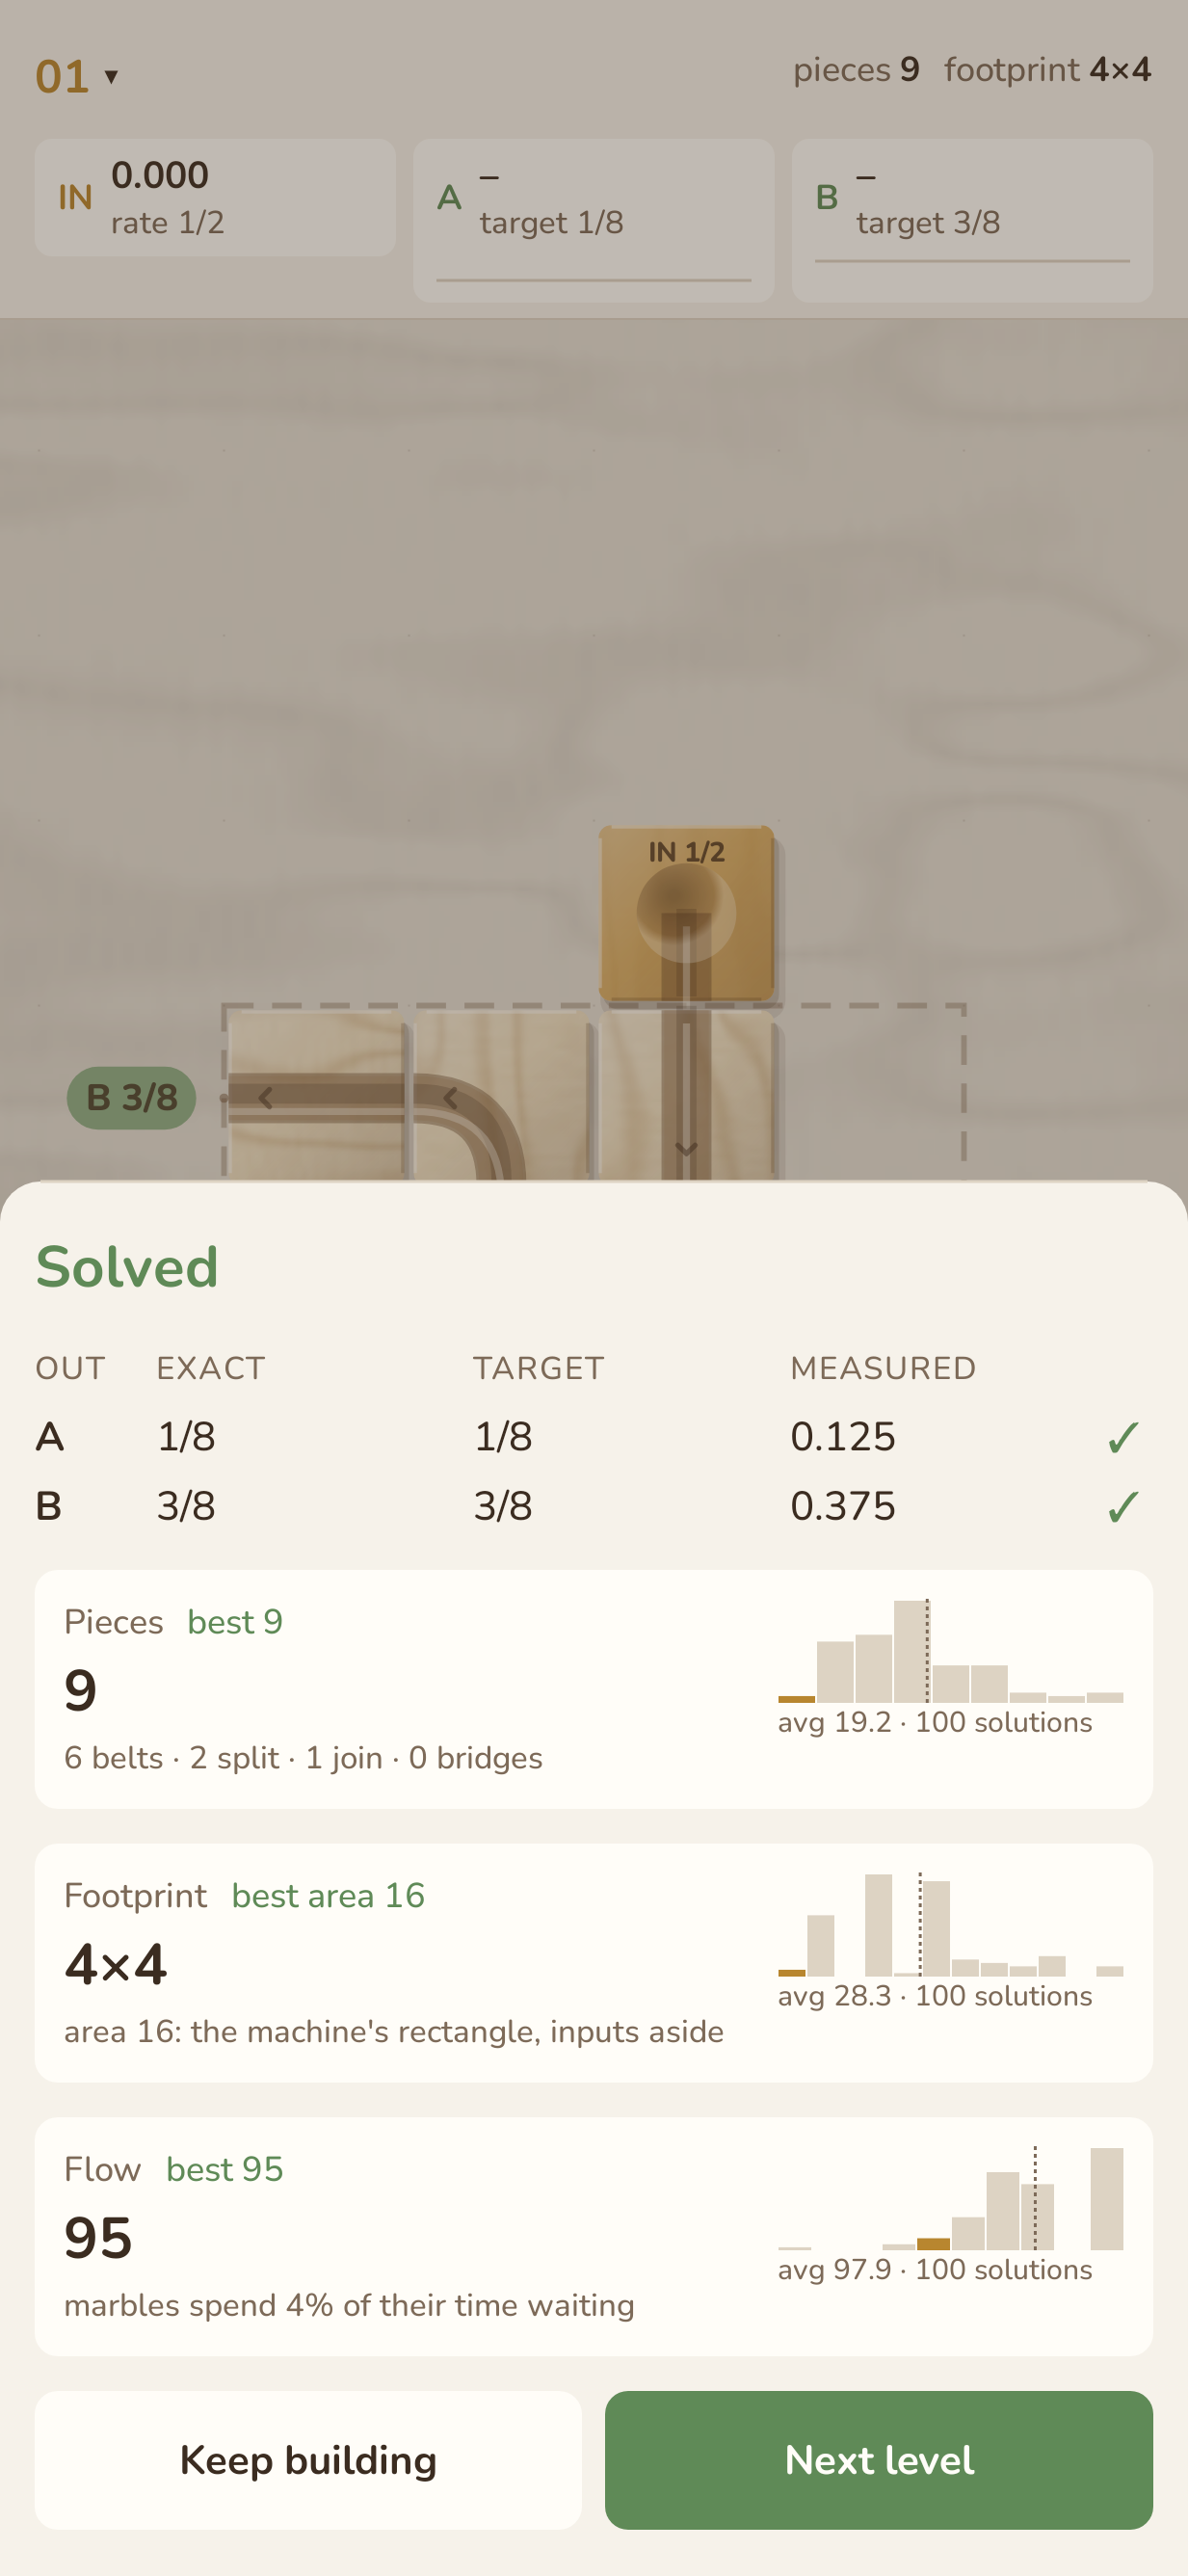 01 ▾
pieces 9 footprint 4×4
IN 0.000
rate 1/2
A –
target 1/8
B –
target 3/8
IN 1/2
B 3/8
Solved
OUT EXACT TARGET MEASURED
A 1/8 1/8 0.125 ✓
B 3/8 3/8 0.375 ✓
Pieces best 9
9
6 belts · 2 split · 1 join · 0 bridges
avg 19.2 · 100 solutions
Footprint best area 16
4×4
area 16: the machine's rectangle, inputs aside
avg 28.3 · 100 solutions
Flow best 95
95
marbles spend 4% of their time waiting
avg 97.9 · 100 solutions
Keep building
Next level